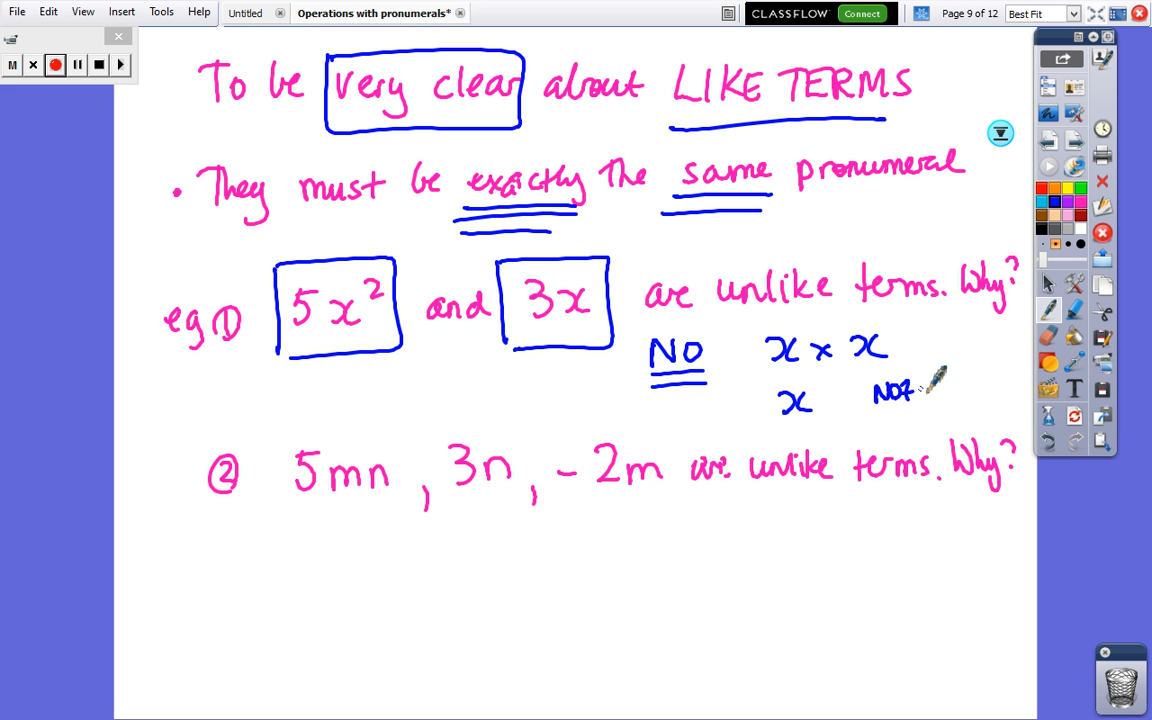 File Edit View Insert Tools Help Untitled Operations with pronumerals* CLASSFLOW Connect Page 9 of 12 Best Fit
M
To be very clear about LIKE TERMS
• They must be exactly the same pronumeral
eg ① 5x² and 3x are unlike terms. Why?
NO x × x
x NOT
② 5mn, 3n, -2m are unlike terms. Why?